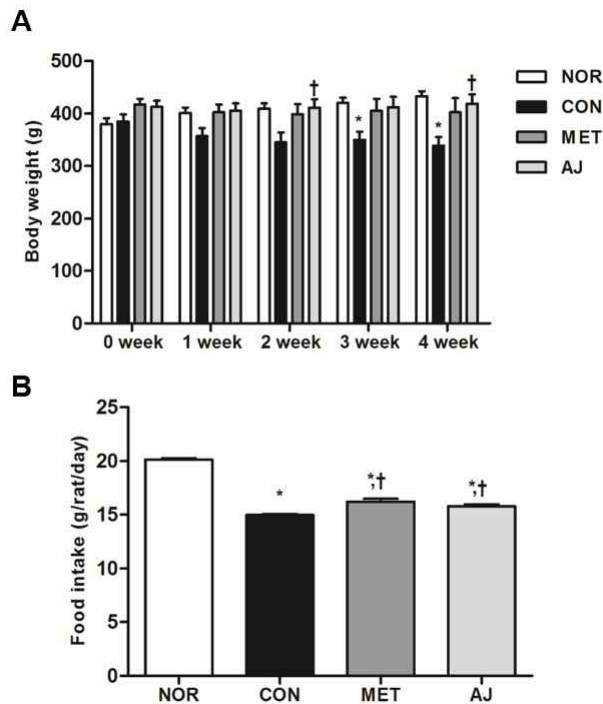 A
500
400
300
200
100
0
Body weight (g)
†
*
*
†
0 week
1 week
2 week
3 week
4 week
NOR
CON
MET
AJ
B
25
20
15
10
5
0
Food intake (g/rat/day)
*
*,†
*,†
NOR
CON
MET
AJ